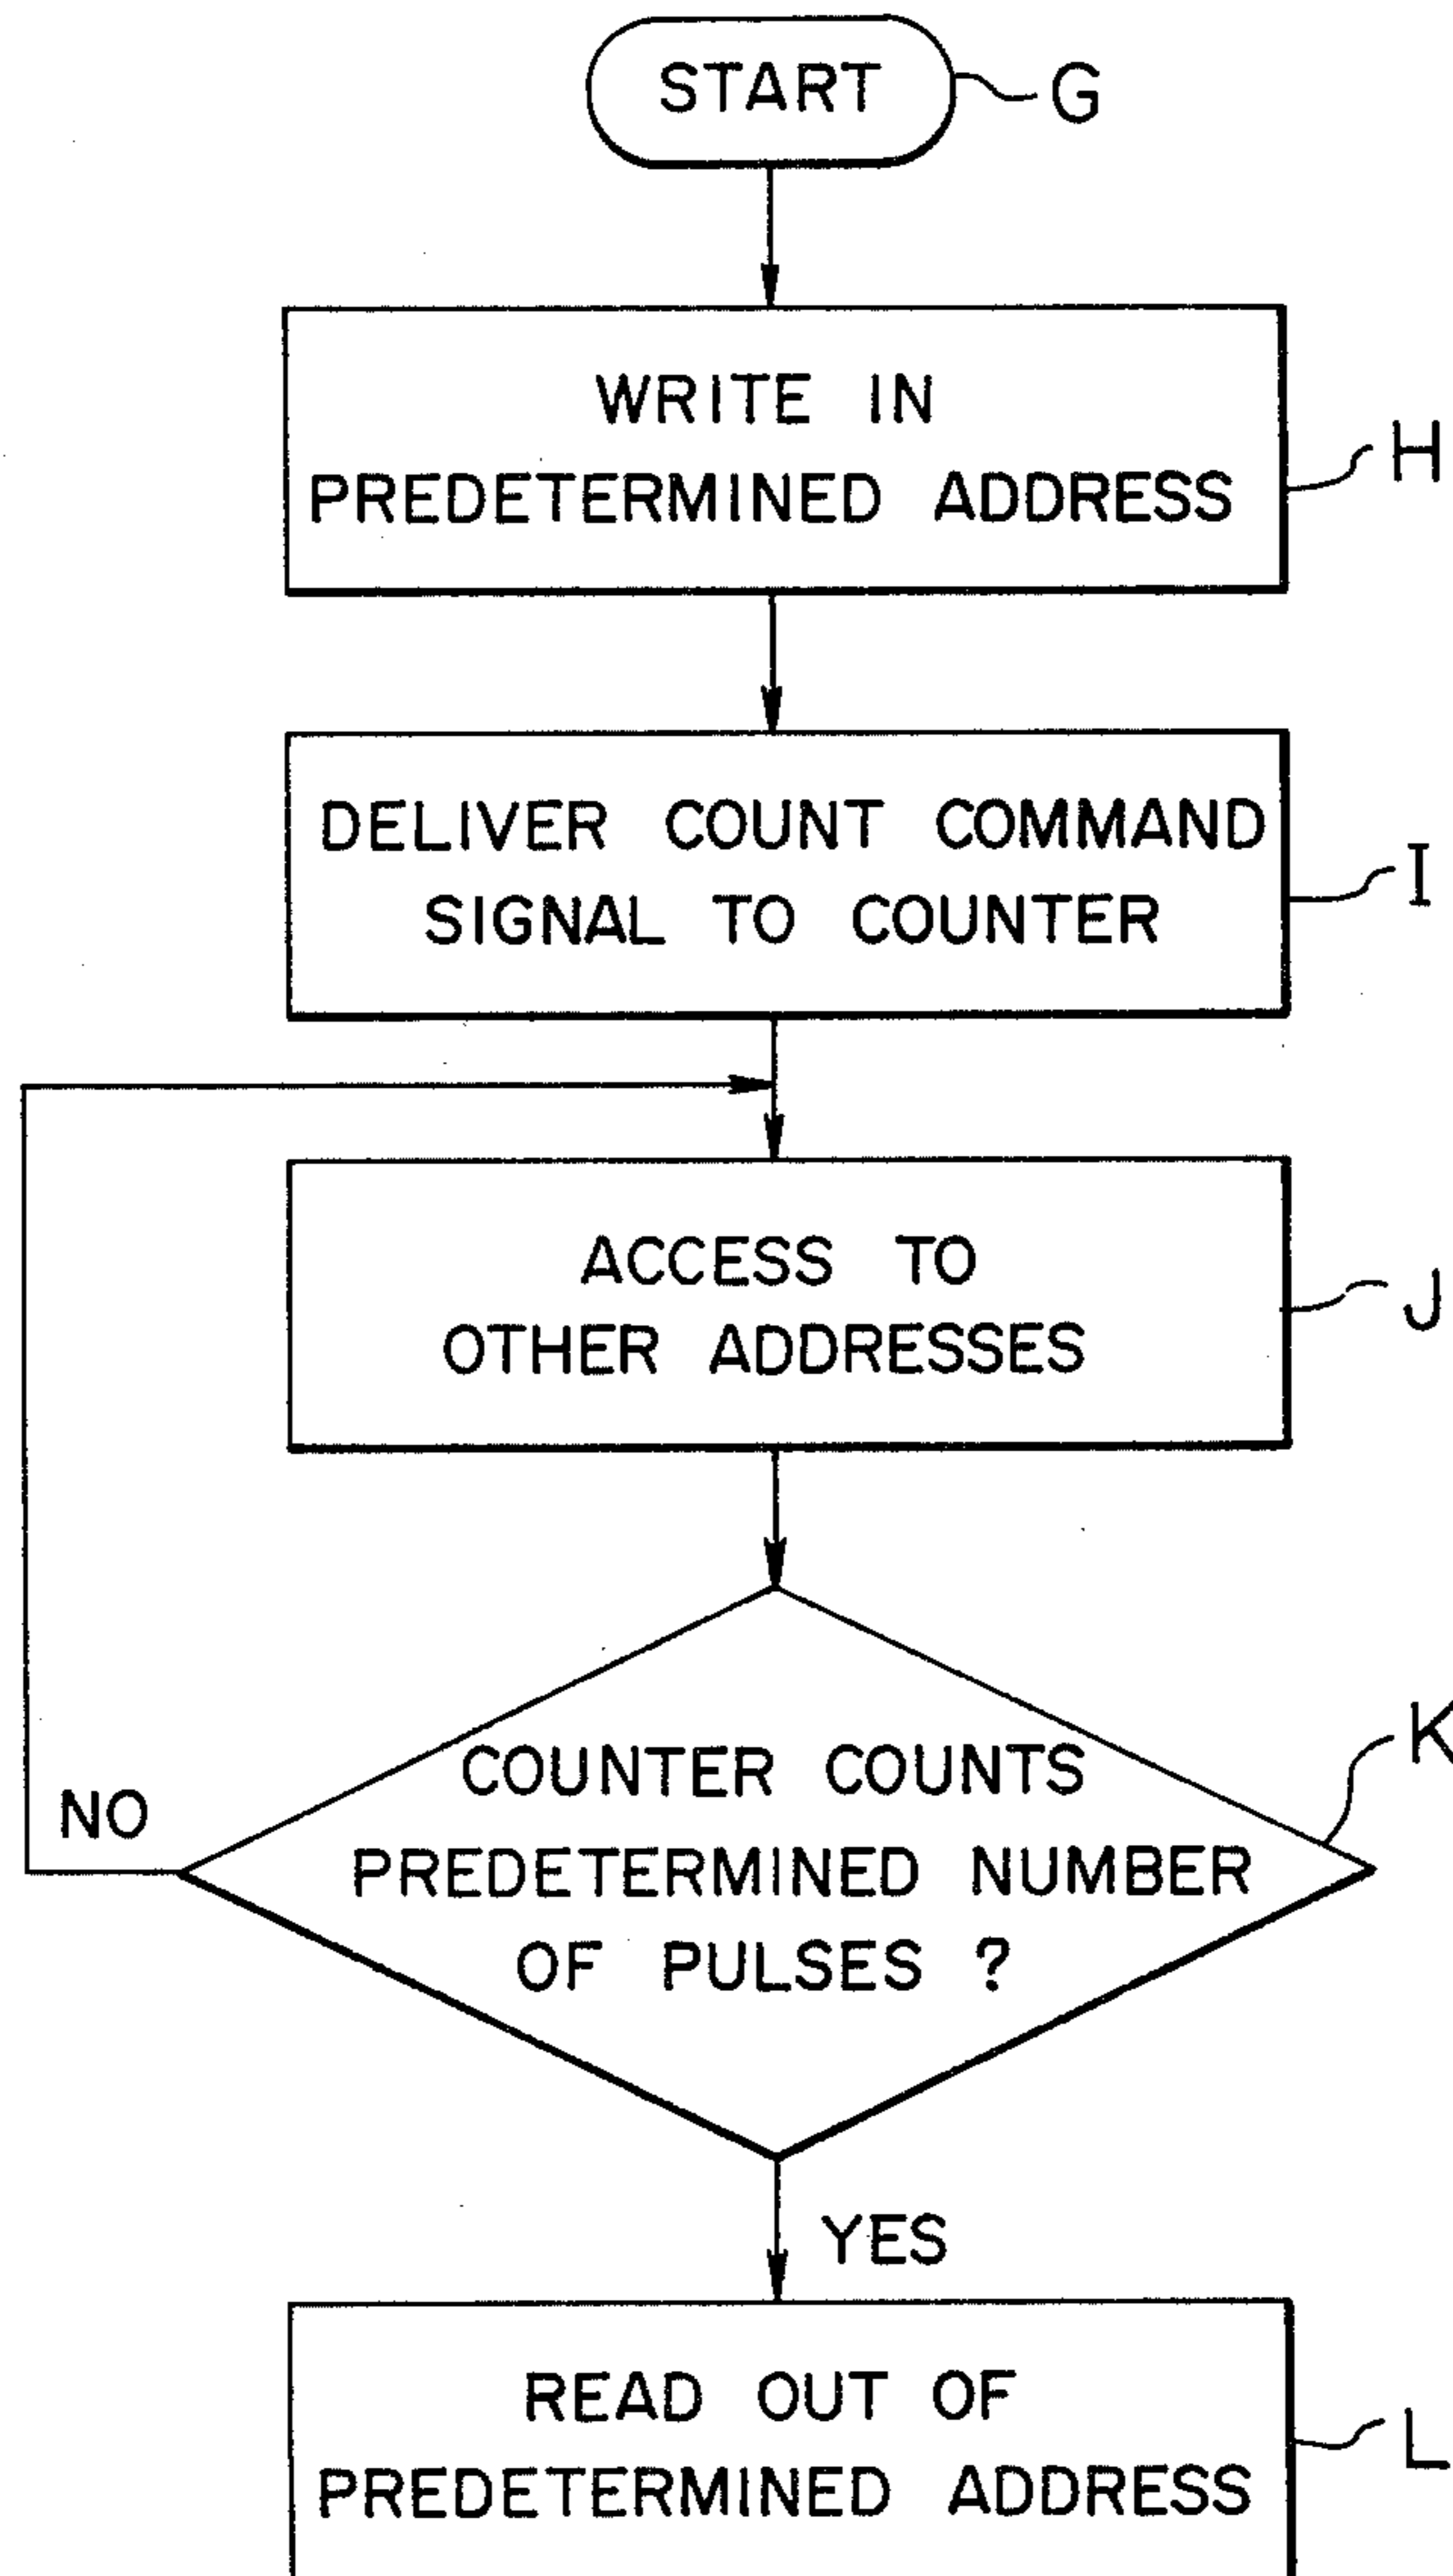 START
G
WRITE IN
PREDETERMINED ADDRESS
H
DELIVER COUNT COMMAND
SIGNAL TO COUNTER
I
ACCESS TO
OTHER ADDRESSES
J
COUNTER COUNTS
PREDETERMINED NUMBER
OF PULSES ?
K
NO
YES
READ OUT OF
PREDETERMINED ADDRESS
L